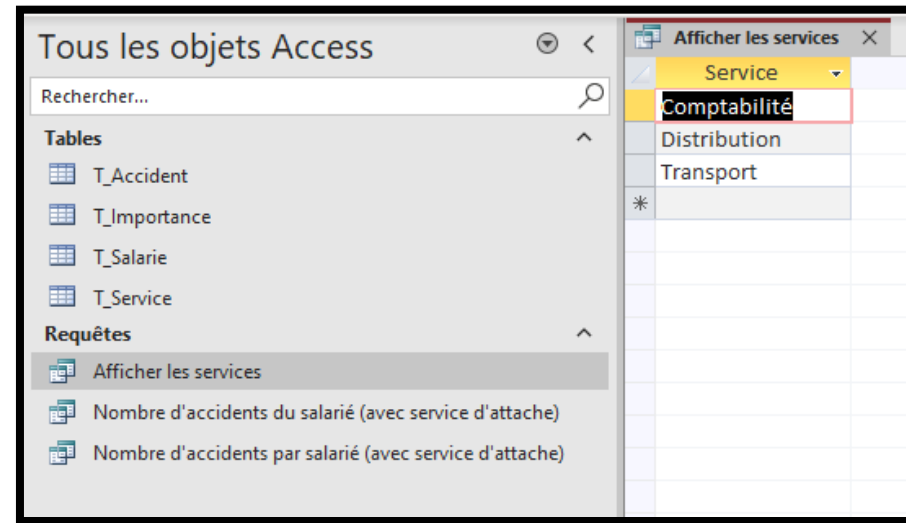 Tous les objets Access
Rechercher...
Tables
T_Accident
T_Importance
T_Salarie
T_Service
Requêtes
Afficher les services
Nombre d'accidents du salarié (avec service d'attache)
Nombre d'accidents par salarié (avec service d'attache)
Afficher les services
Service
Comptabilité
Distribution
Transport